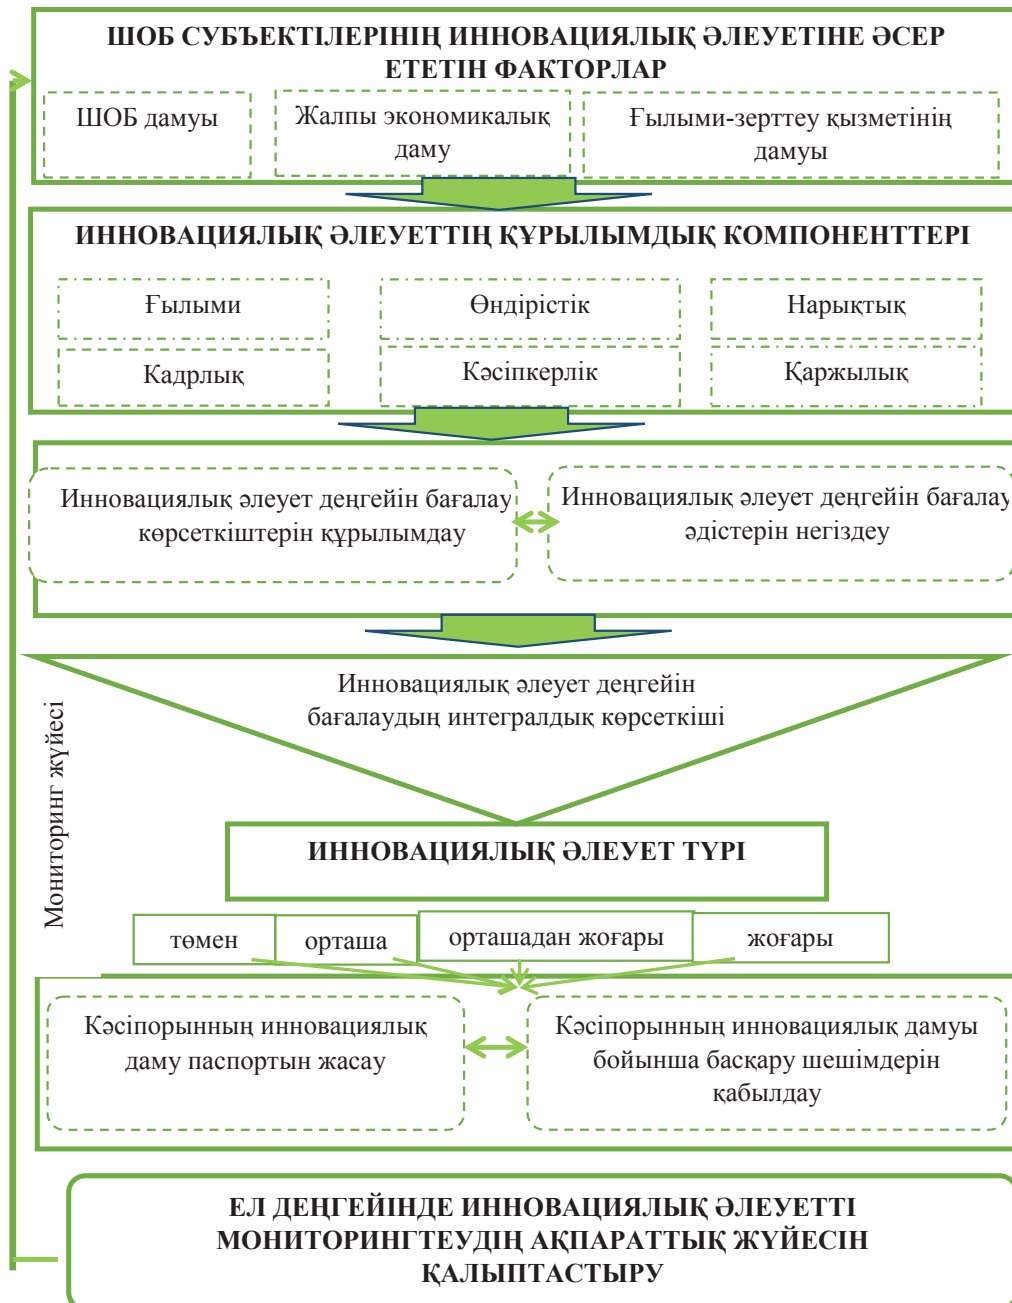 ШОБ СУБЪЕКТІЛЕРІНІҢ ИННОВАЦИЯЛЫҚ ӘЛЕУЕТІНЕ ӘСЕР
ЕТЕТІН ФАКТОРЛАР
ШОБ дамуы
Жалпы экономикалық
даму
Ғылыми-зерттеу қызметінің
дамуы
ИННОВАЦИЯЛЫҚ ӘЛЕУЕТТІҢ ҚҰРЫЛЫМДЫҚ КОМПОНЕНТТЕРІ
Ғылыми
Өндірістік
Нарықтық
Кадрлық
Кәсіпкерлік
Қаржылық
Инновациялық әлеует деңгейін бағалау
көрсеткіштерін құрылымдау
Инновациялық әлеует деңгейін бағалау
әдістерін негіздеу
Инновациялық әлеует деңгейін
бағалаудың интегралдық көрсеткіші
Мониторинг жүйесі
ИННОВАЦИЯЛЫҚ ӘЛЕУЕТ ТҮРІ
төмен
орташа
орташадан жоғары
жоғары
Кәсіпорынның инновациялық
даму паспортын жасау
Кәсіпорынның инновациялық дамуы
бойынша басқару шешімдерін
қабылдау
ЕЛ ДЕҢГЕЙІНДЕ ИННОВАЦИЯЛЫҚ ӘЛЕУЕТТІ
МОНИТОРИНГТЕУДІҢ АҚПАРАТТЫҚ ЖҮЙЕСІН
ҚАЛЫПТАСТЫРУ